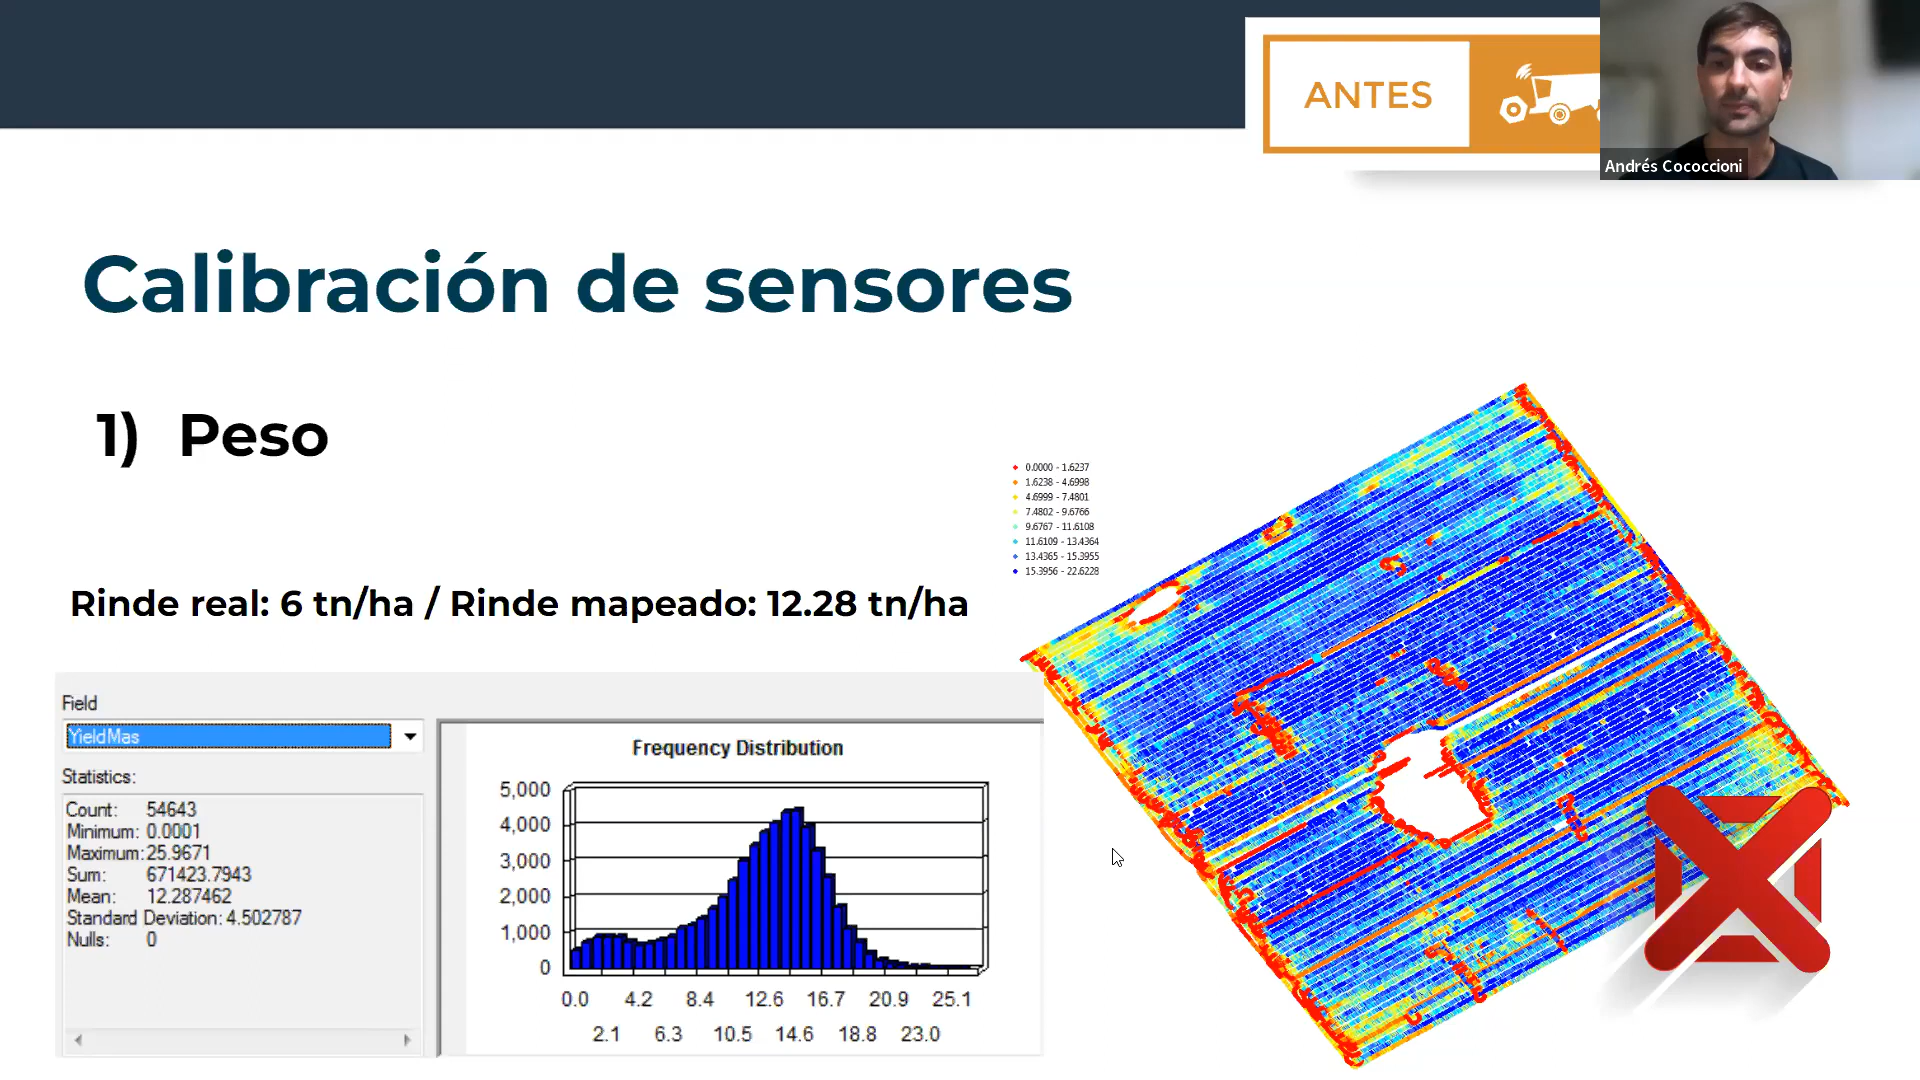 ANTES
Andrés Cococcioni
Calibración de sensores
1) Peso
Rinde real: 6 tn/ha / Rinde mapeado: 12.28 tn/ha
0.0000 - 1.6237
1.6238 - 4.6998
4.6999 - 7.4801
7.4802 - 9.6766
9.6767 - 11.6108
11.6109 - 13.4364
13.4365 - 15.3955
15.3956 - 22.6228
Field
YieldMas
Statistics:
Count: 54643
Minimum: 0.0001
Maximum: 25.9671
Sum: 671423.7943
Mean: 12.287462
Standard Deviation: 4.502787
Nulls: 0
Frequency Distribution
5,000
4,000
3,000
2,000
1,000
0
0.0 4.2 8.4 12.6 16.7 20.9 25.1
2.1 6.3 10.5 14.6 18.8 23.0